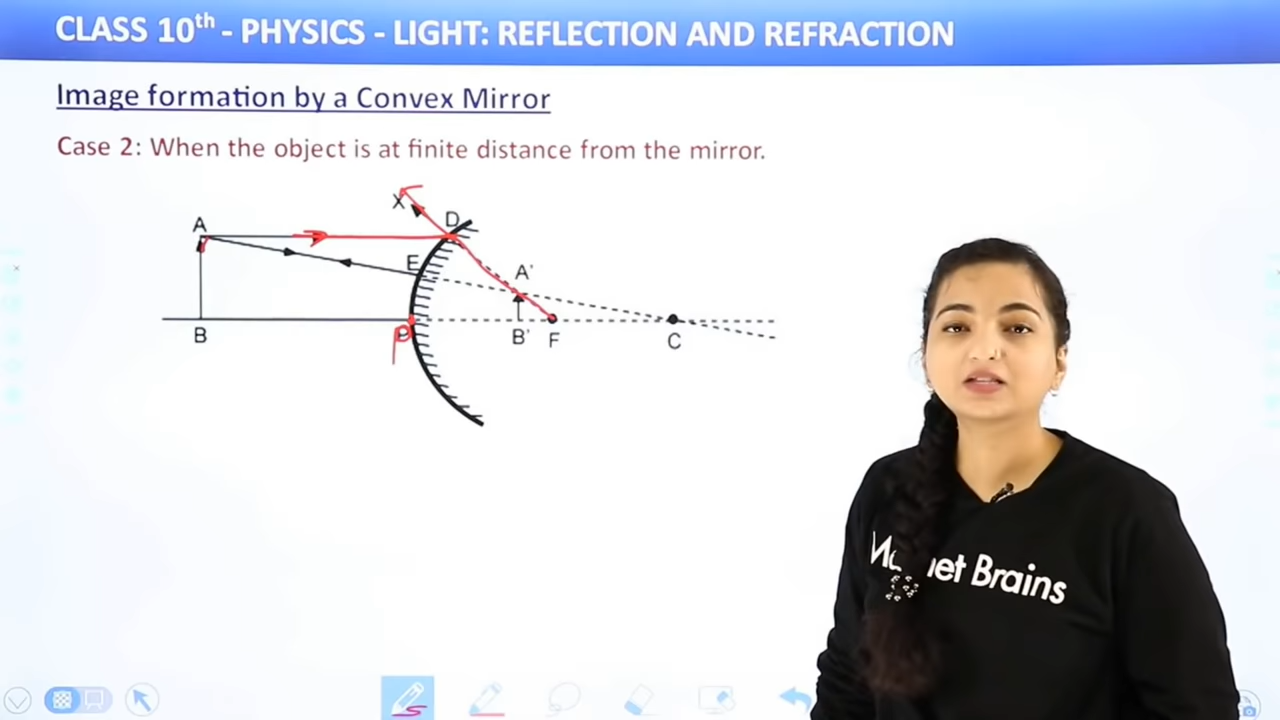 CLASS 10th - PHYSICS - LIGHT: REFLECTION AND REFRACTION
Image formation by a Convex Mirror
Case 2: When the object is at finite distance from the mirror.
X
D
A
E
A'
P
B
B'
F
C
Brains